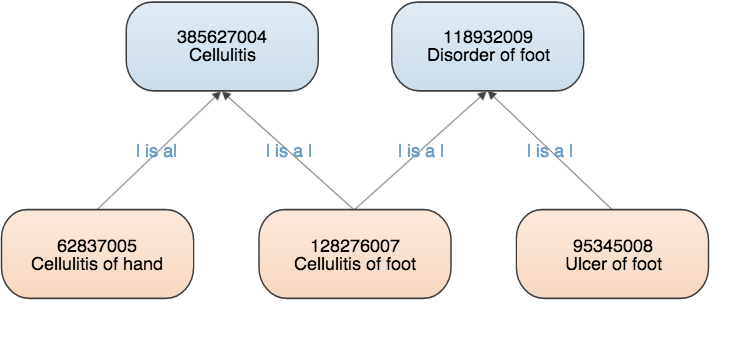 385627004
Cellulitis
118932009
Disorder of foot
| is a|
| is a |
| is a |
| is a |
62837005
Cellulitis of hand
128276007
Cellulitis of foot
95345008
Ulcer of foot